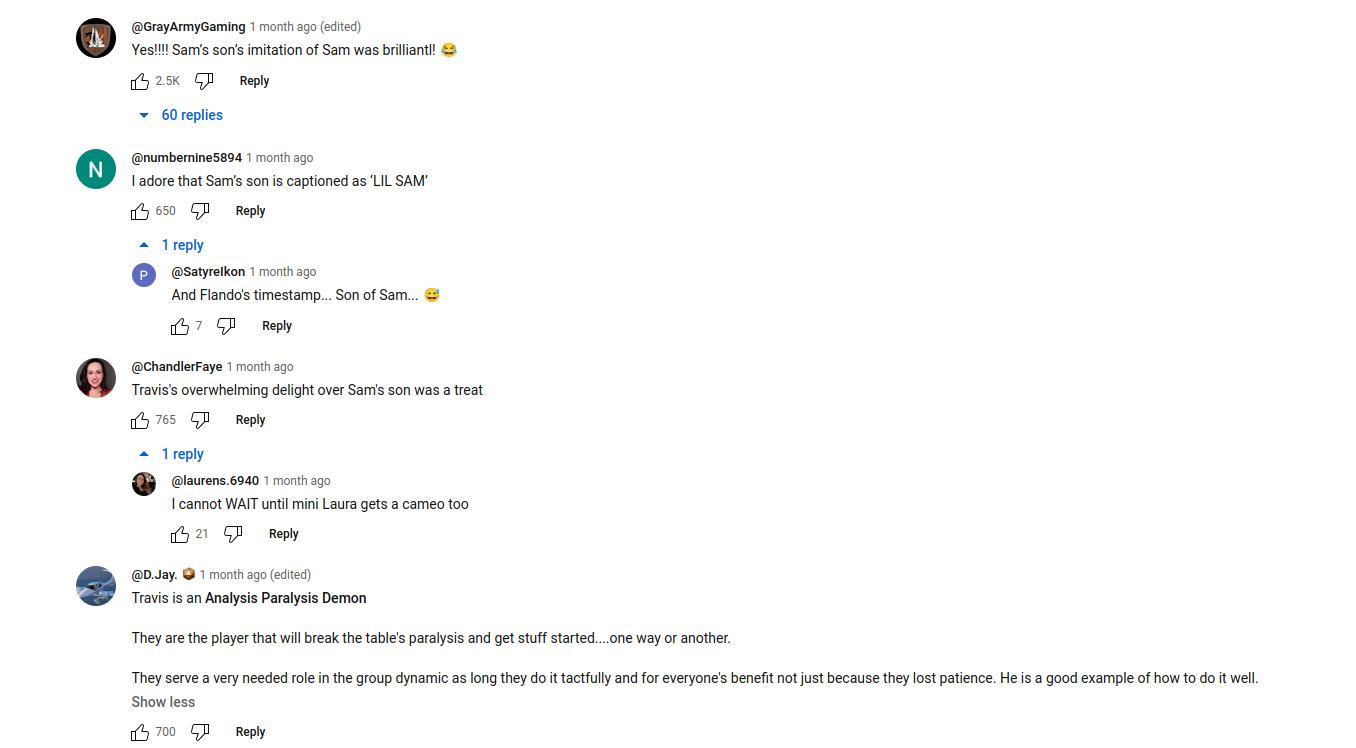 @GrayArmyGaming 1 month ago (edited)
Yes!!!! Sam’s son’s imitation of Sam was brilliantl! 😂
2.5K Reply
60 replies
N
@numbernine5894 1 month ago
I adore that Sam’s son is captioned as ‘LIL SAM’
650 Reply
1 reply
P
@SatyreIkon 1 month ago
And Flando's timestamp... Son of Sam... 😅
7 Reply
@ChandlerFaye 1 month ago
Travis's overwhelming delight over Sam's son was a treat
765 Reply
1 reply
@laurens.6940 1 month ago
I cannot WAIT until mini Laura gets a cameo too
21 Reply
@D.Jay. 1 month ago (edited)
Travis is an Analysis Paralysis Demon
They are the player that will break the table's paralysis and get stuff started....one way or another.
They serve a very needed role in the group dynamic as long they do it tactfully and for everyone's benefit not just because they lost patience. He is a good example of how to do it well.
Show less
700 Reply